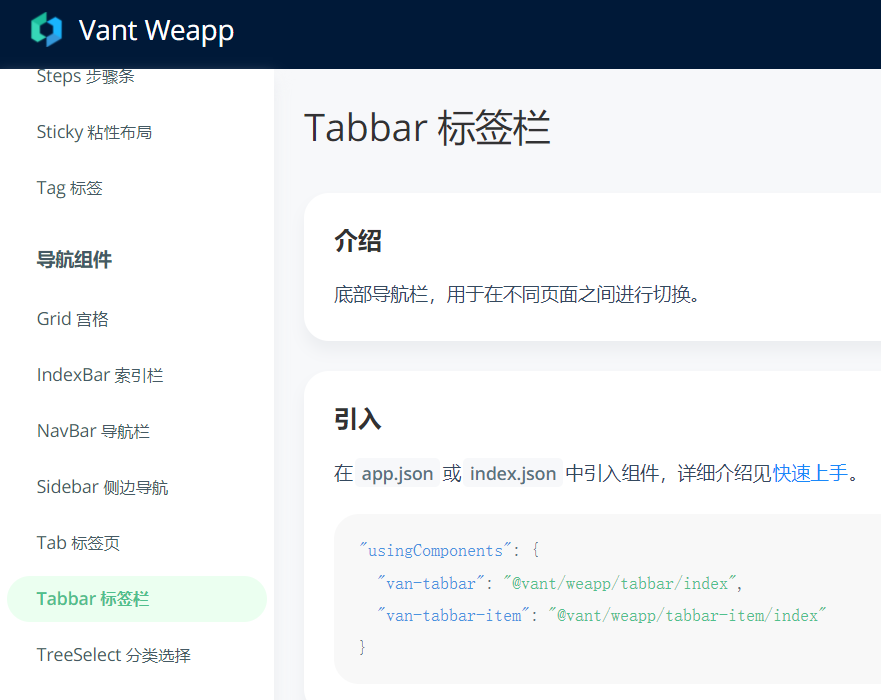 Vant Weapp
Steps 步骤条
Sticky 粘性布局
Tag 标签
导航组件
Grid 宫格
IndexBar 索引栏
NavBar 导航栏
Sidebar 侧边导航
Tab 标签页
Tabbar 标签栏
TreeSelect 分类选择
Tabbar 标签栏
介绍
底部导航栏，用于在不同页面之间进行切换。
引入
在 app.json 或 index.json 中引入组件，详细介绍见快速上手。
"usingComponents": {
  "van-tabbar": "@vant/weapp/tabbar/index",
  "van-tabbar-item": "@vant/weapp/tabbar-item/index"
}